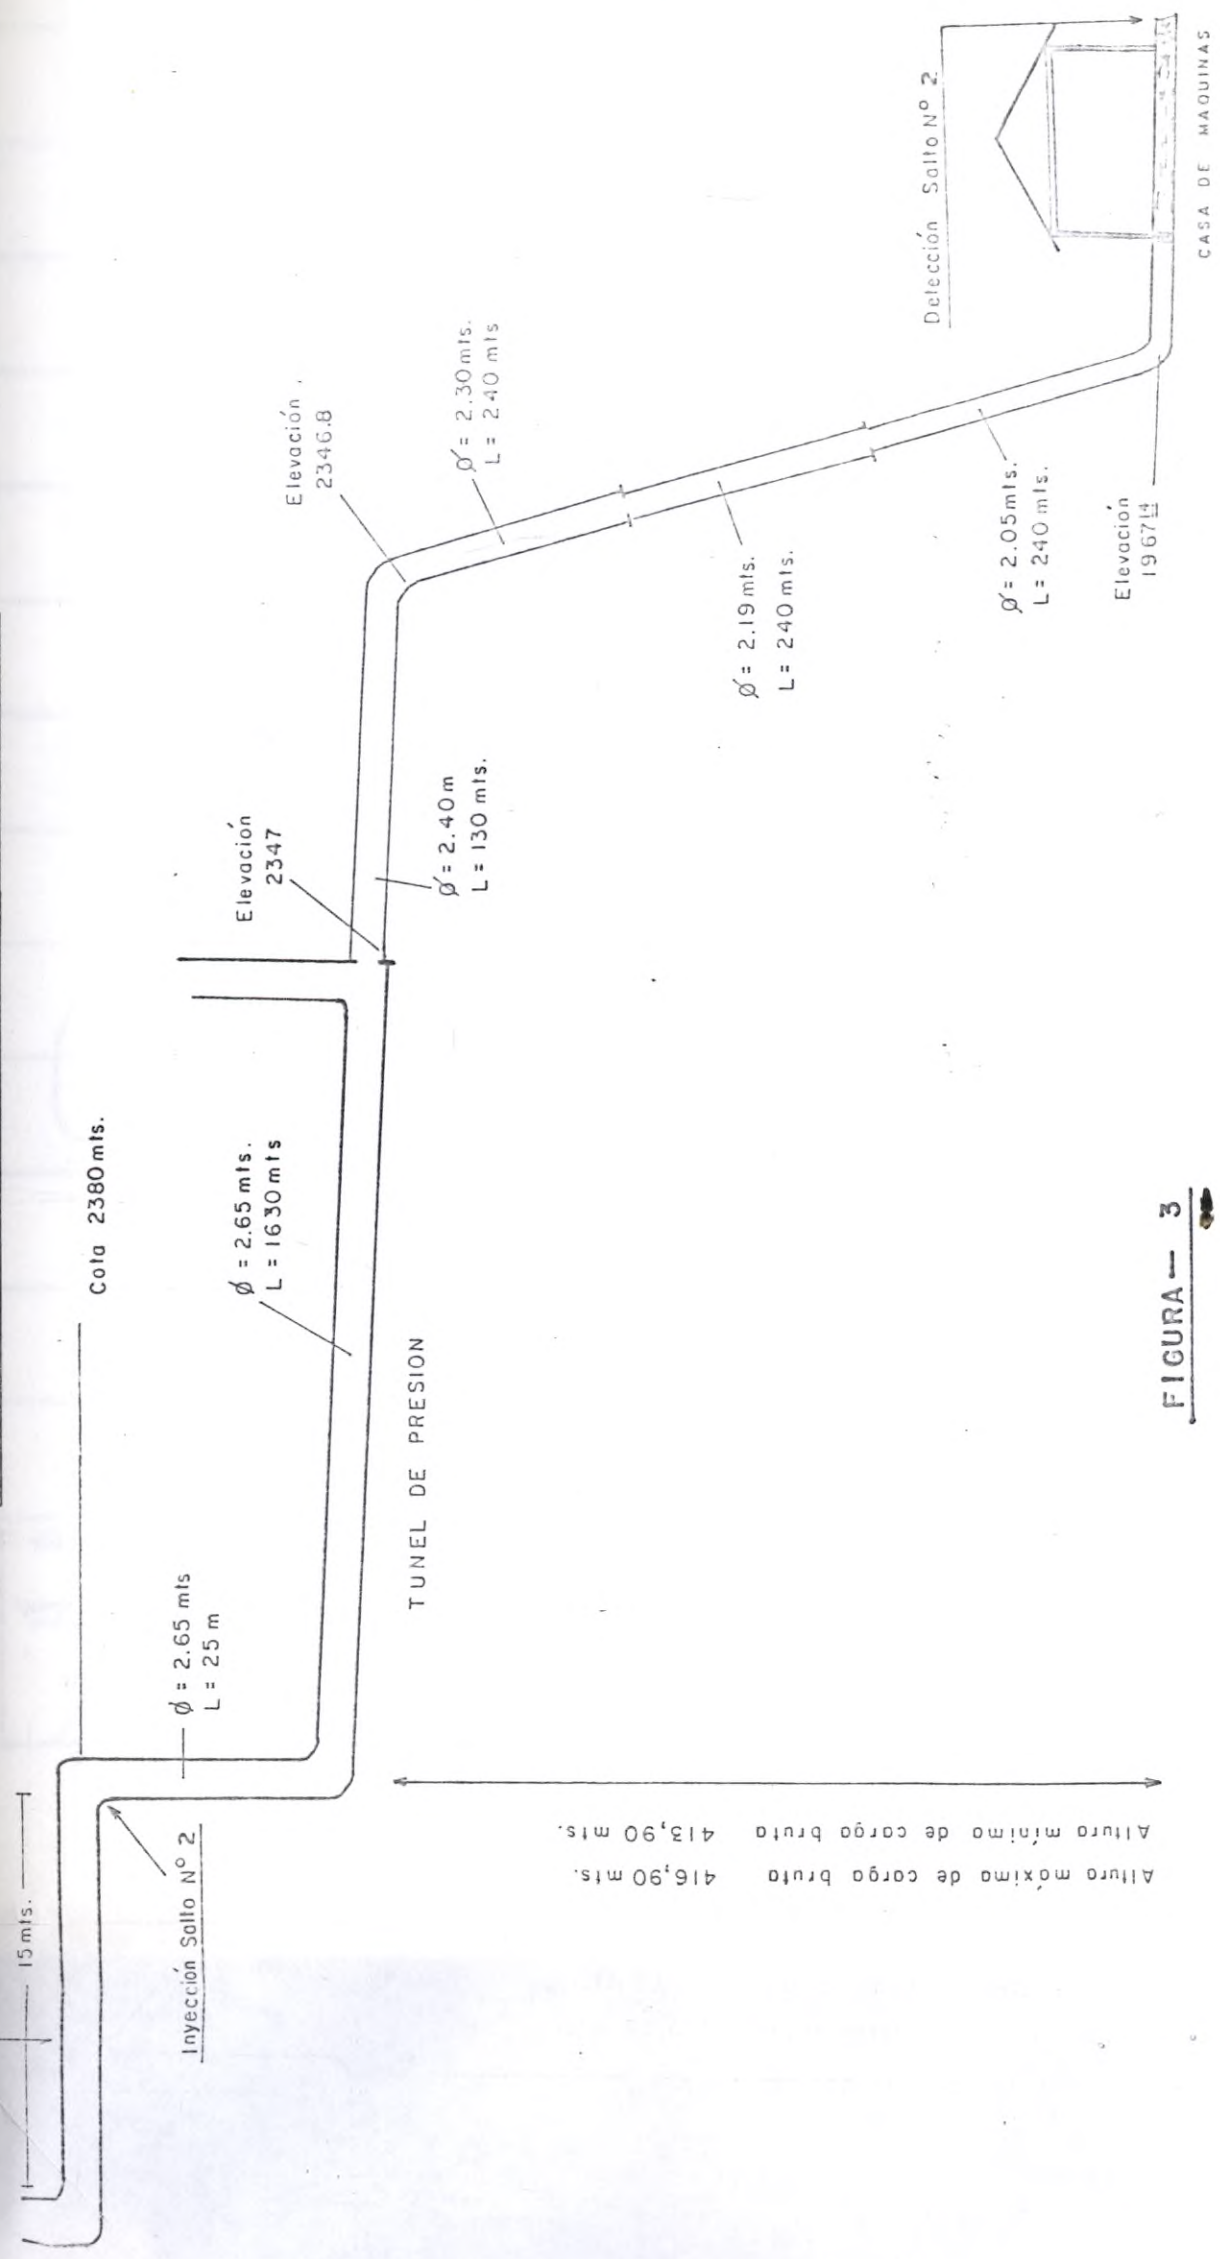 15 mts.
Inyección Salto Nº 2
Ø = 2.65 mts
L = 25 m
Cota 2380 mts.
Ø = 2.65 mts.
L = 1630 mts
TUNEL DE PRESION
Elevación
2347
Ø = 2.40 m
L = 130 mts.
Elevación
2346.8
Ø = 2.30 mts.
L = 240 mts
Ø = 2.19 mts.
L = 240 mts.
Ø = 2.05 mts.
L = 240 mts.
Elevación
1967 14
Detección Salto Nº 2
CASA DE MAQUINAS
Altura mínima de carga bruta 413,90 mts.
Altura máxima de carga bruta 416,90 mts.
FIGURA — 3